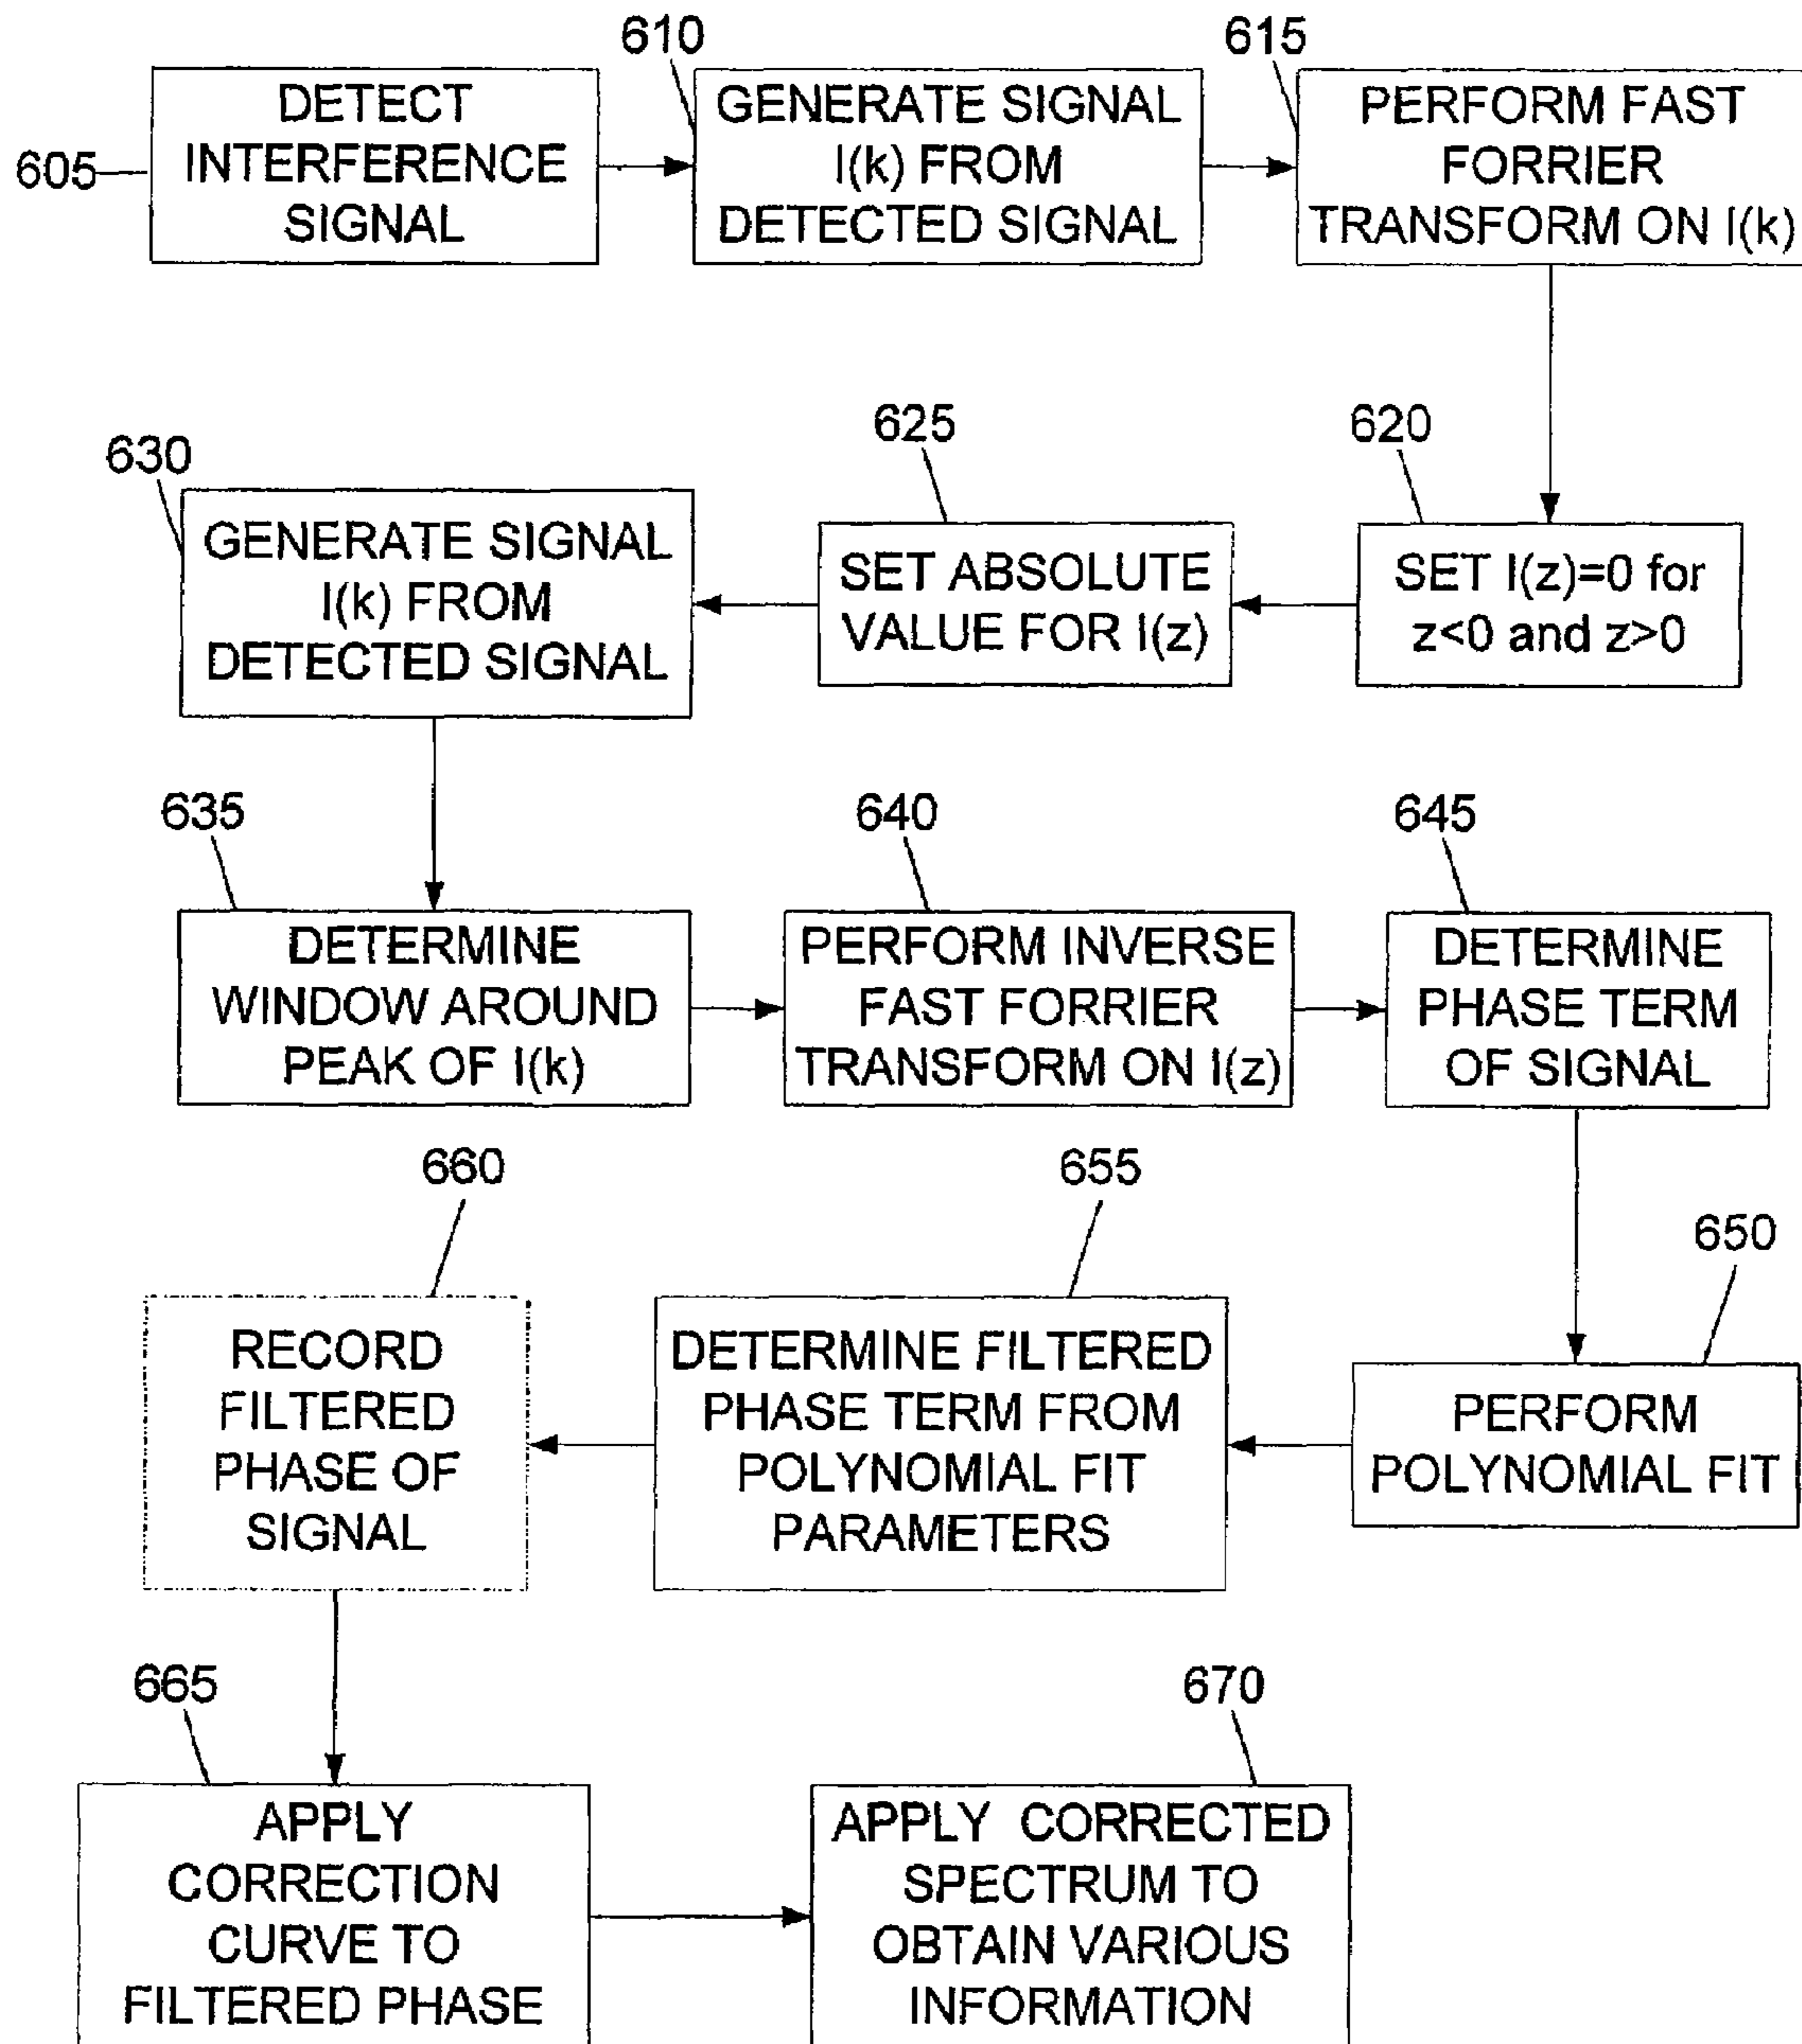 605
DETECT
INTERFERENCE
SIGNAL
610
GENERATE SIGNAL
I(k) FROM
DETECTED SIGNAL
615
PERFORM FAST
FORRIER
TRANSFORM ON I(k)
620
SET I(z)=0 for
z<0 and z>0
625
SET ABSOLUTE
VALUE FOR I(z)
630
GENERATE SIGNAL
I(k) FROM
DETECTED SIGNAL
635
DETERMINE
WINDOW AROUND
PEAK OF I(k)
640
PERFORM INVERSE
FAST FORRIER
TRANSFORM ON I(z)
645
DETERMINE
PHASE TERM
OF SIGNAL
650
PERFORM
POLYNOMIAL FIT
655
DETERMINE FILTERED
PHASE TERM FROM
POLYNOMIAL FIT
PARAMETERS
660
RECORD
FILTERED
PHASE OF
SIGNAL
665
APPLY
CORRECTION
CURVE TO
FILTERED PHASE
670
APPLY CORRECTED
SPECTRUM TO
OBTAIN VARIOUS
INFORMATION